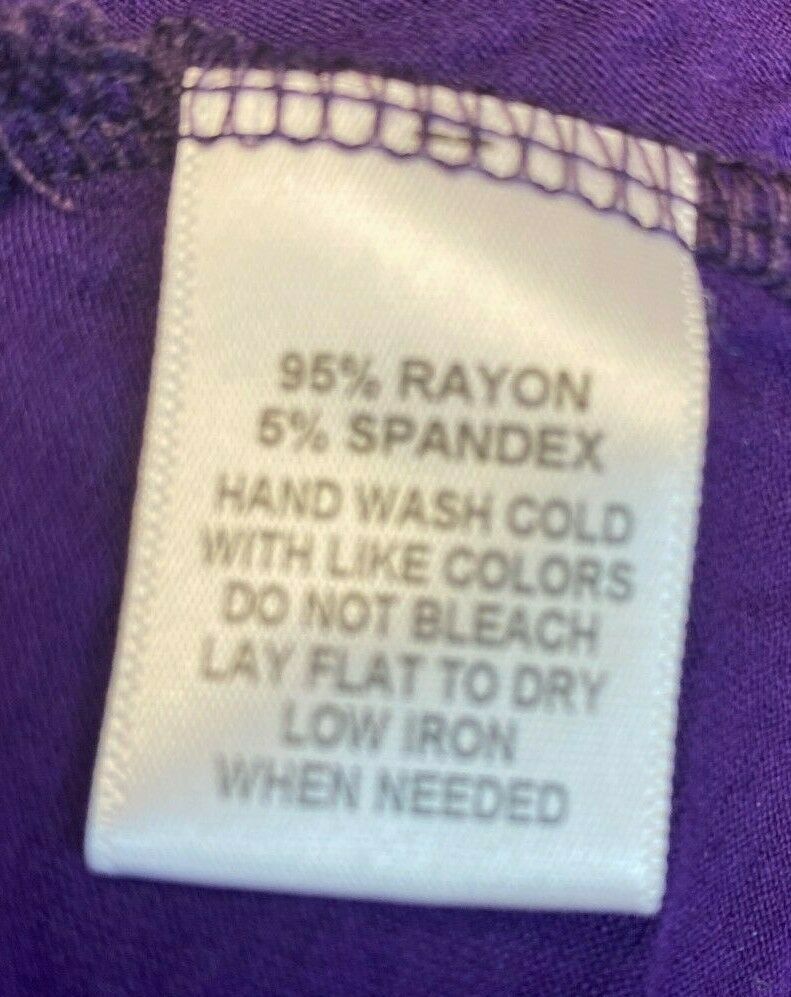 95% RAYON
5% SPANDEX
HAND WASH COLD
WITH LIKE COLORS
DO NOT BLEACH
LAY FLAT TO DRY
LOW IRON
WHEN NEEDED